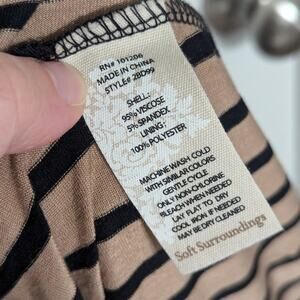 RN# 101206
MADE IN CHINA
STYLE# 2BD99
SHELL:
95% VISCOSE
5% SPANDEX
LINING:
100% POLYESTER
MACHINE WASH COLD
WITH SIMILAR COLORS
GENTLE CYCLE
ONLY NON-CHLORINE
BLEACH WHEN NEEDED
LAY FLAT TO DRY
COOL IRON IF NEEDED
MAY BE DRY CLEANED
Soft Surroundings